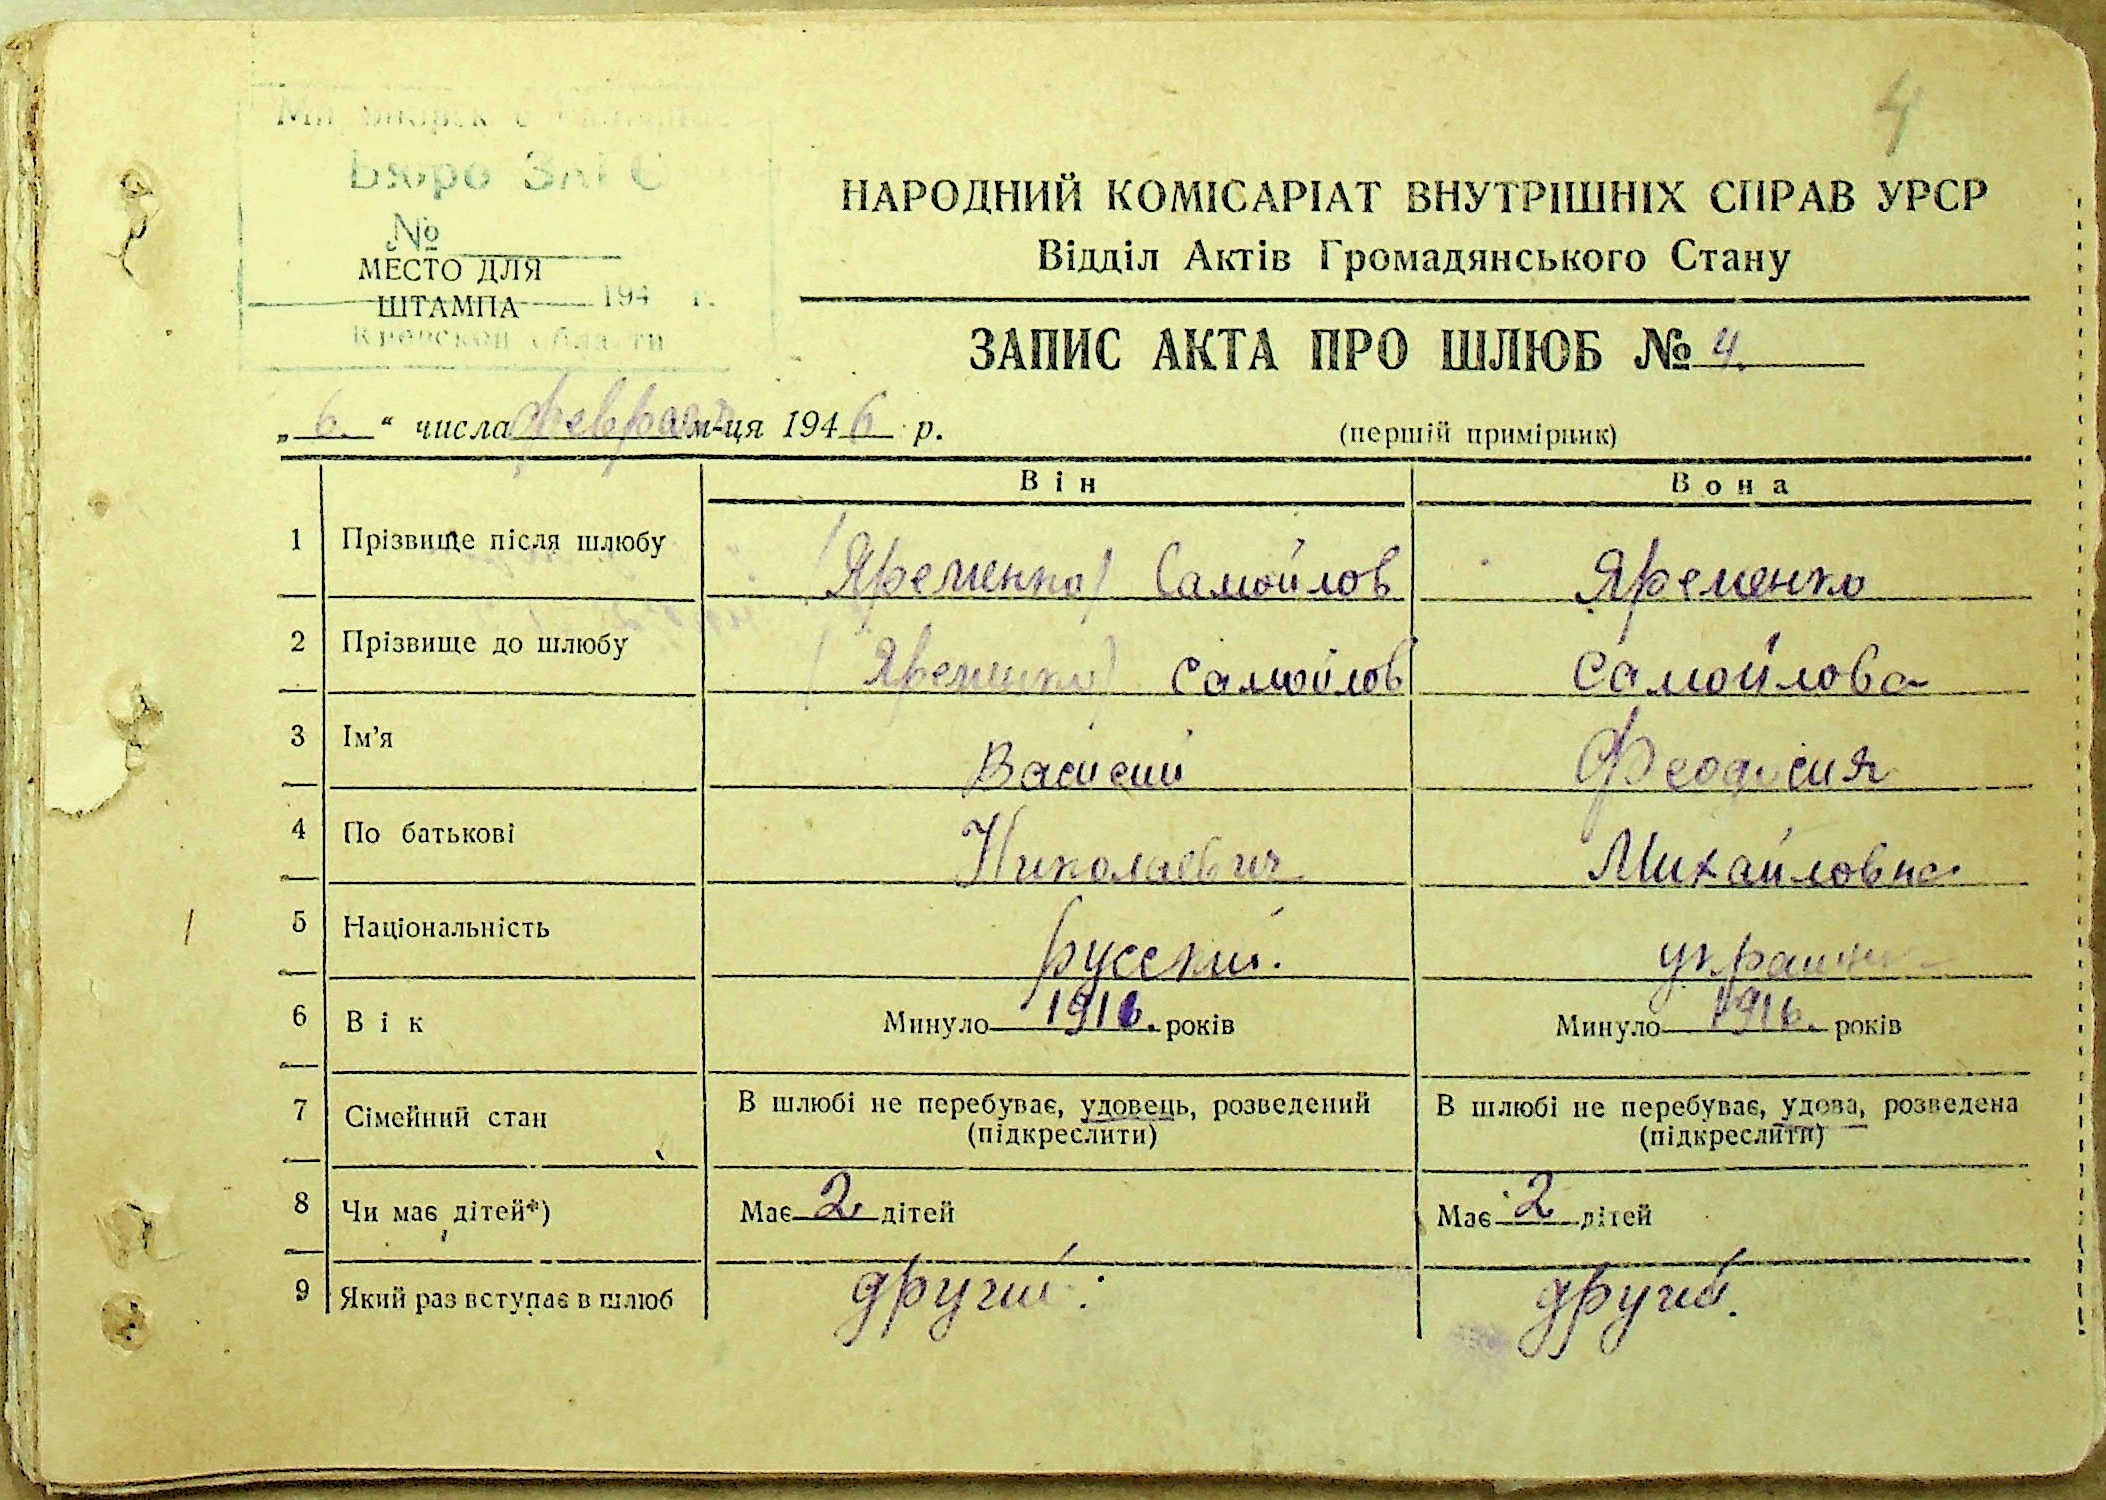 4
Бюро ЗАГС
№
МЕСТО ДЛЯ
ШТАМПА 194 г.
Киевской области
НАРОДНИЙ КОМІСАРІАТ ВНУТРІШНІХ СПРАВ УРСР
Відділ Актів Громадянського Стану
ЗАПИС АКТА ПРО ШЛЮБ № 4.
„ 6. “ числа февраля м-ця 1946 р.
(першій примірник)
Він Вона
1 Прізвище після шлюбу (Яременко) Самойлов Яременко
2 Прізвище до шлюбу (Яременко) Самойлов Самойлова
3 Ім'я Василий Феодосия
4 По батькові Николаевич Михайловна
5 Національність русский. украин
6 Вік Минуло 1916. років Минуло 1916. років
7 Сімейний стан В шлюбі не перебуває, удовець, розведений В шлюбі не перебуває, удова, розведена
(підкреслити) (підкреслити)
8 Чи має дітей*) Має 2 дітей Має 2 дітей
9 Який раз вступає в шлюб другий. другий.